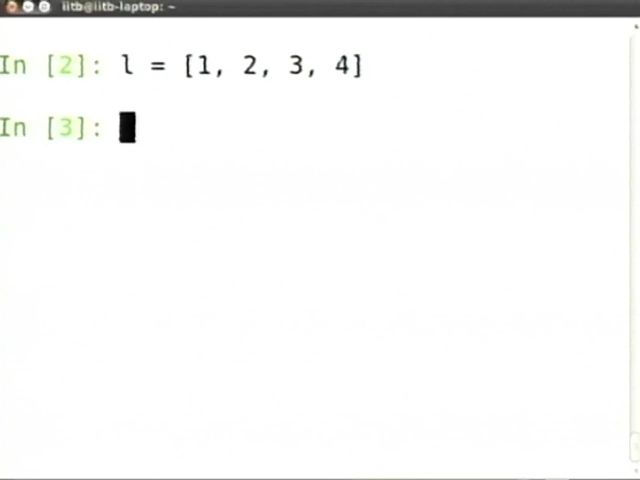 iitb@iitb-laptop: ~
In [2]: l = [1, 2, 3, 4]
In [3]: